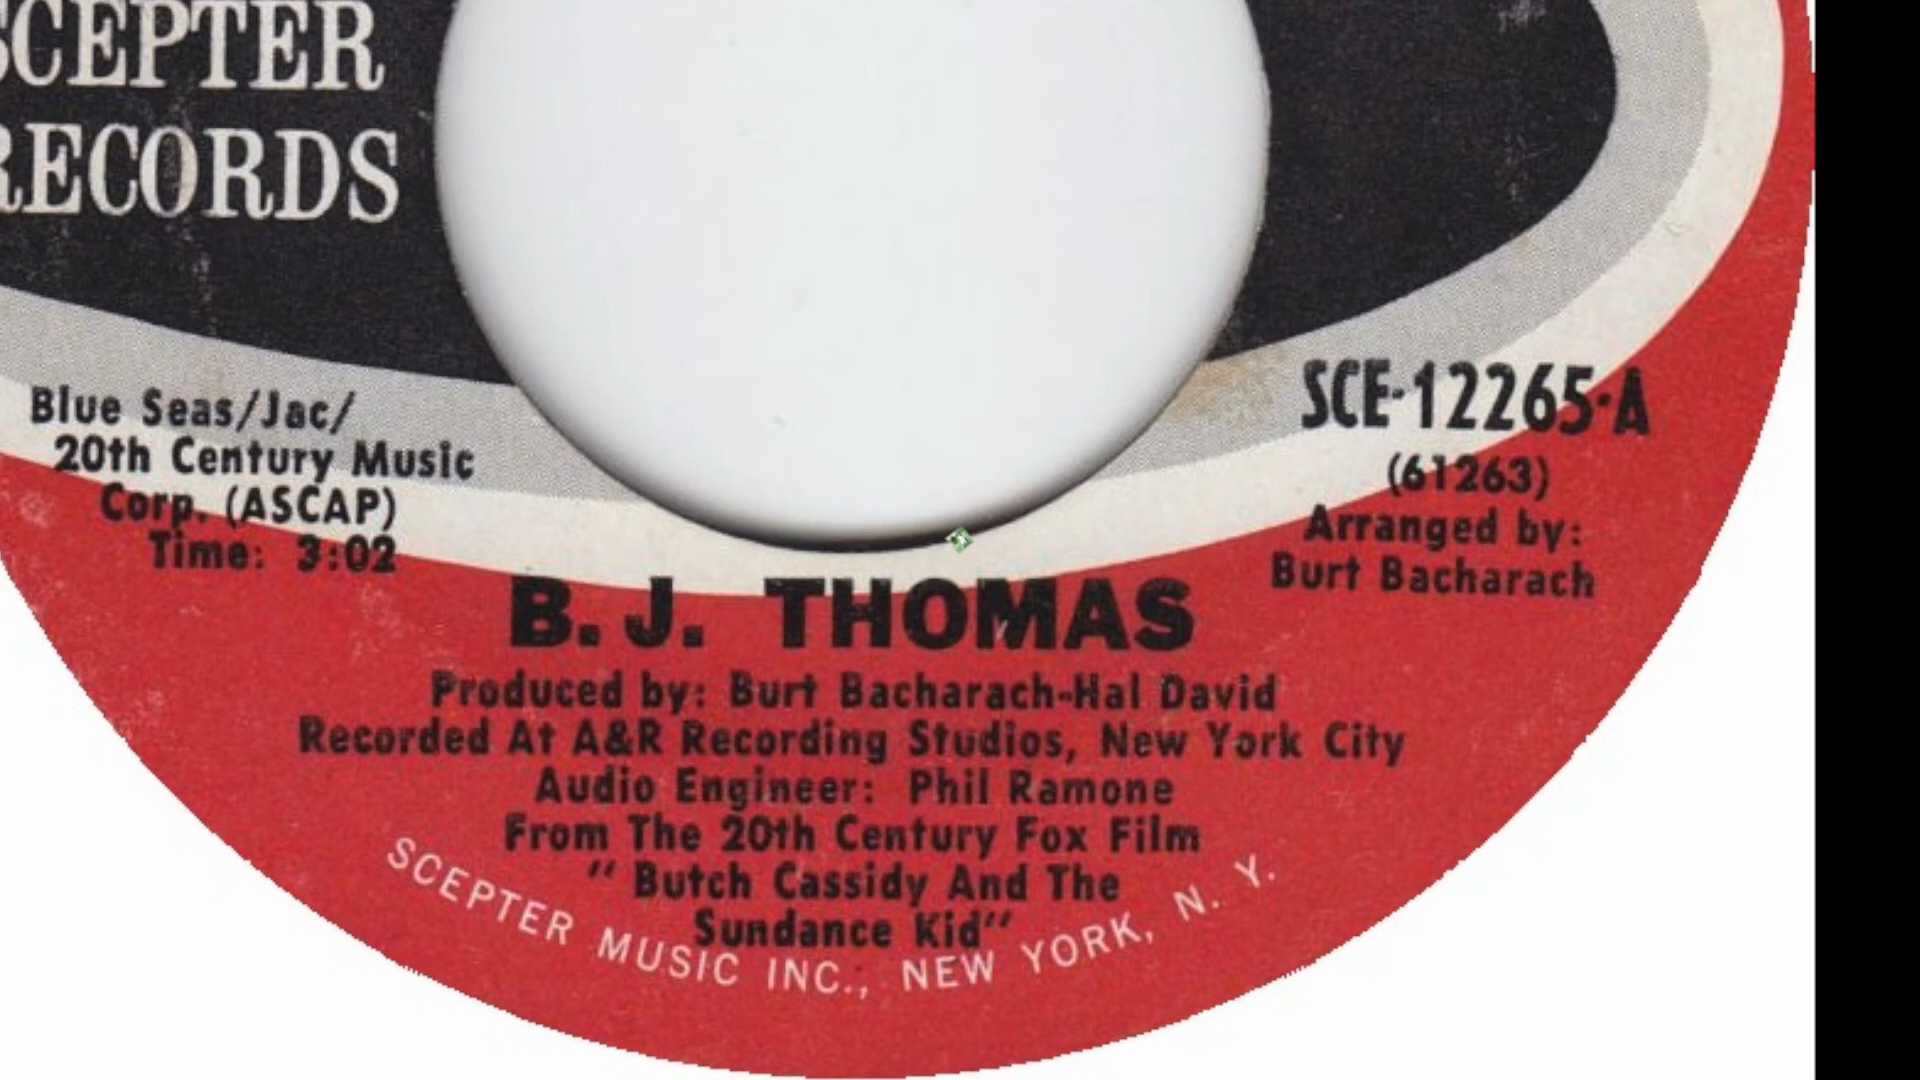 SCEPTER
RECORDS
Blue Seas/Jac/
20th Century Music
Corp. (ASCAP)
Time: 3:02
SCE-12265-A
(61263)
Arranged by:
Burt Bacharach
B. J. THOMAS
Produced by: Burt Bacharach-Hal David
Recorded At A&R Recording Studios, New York City
Audio Engineer: Phil Ramone
From The 20th Century Fox Film
" Butch Cassidy And The
Sundance Kid"
SCEPTER MUSIC INC., NEW YORK, N. Y.